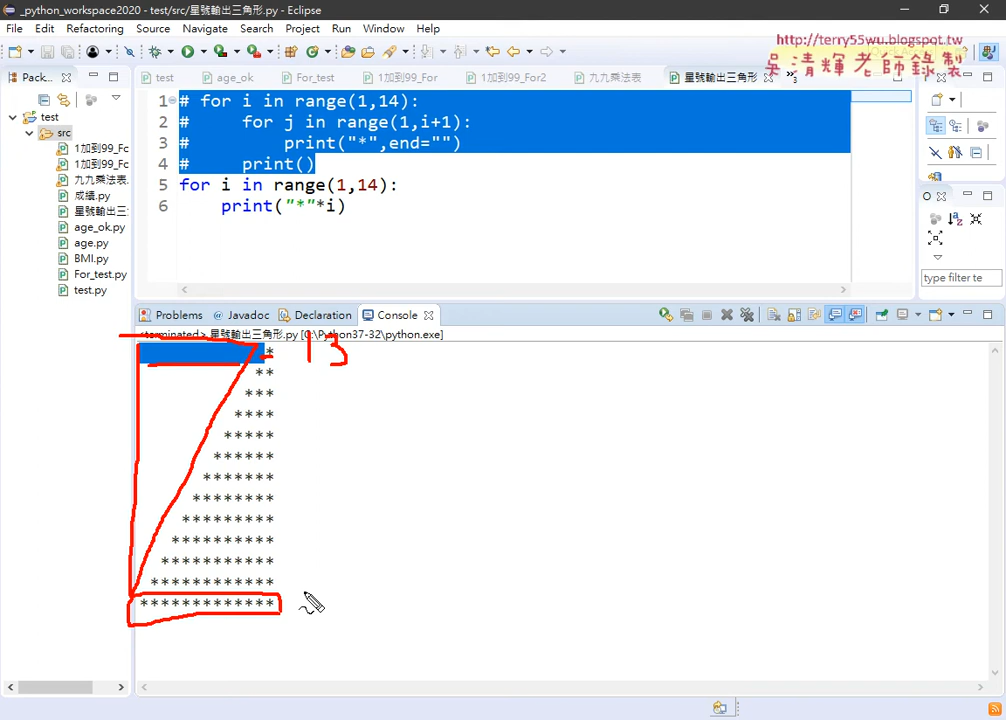 _python_workspace2020 - test/src/星號輸出三角形.py - Eclipse
File Edit Refactoring Source Navigate Search Project Run Window Help
http://terry55wu.blogspot.tw
吳清輝老師錄製
Pack...
test age_ok For_test 1加到99_For 1加到99_For2 九九乘法表 星號輸出三角形
test
src
1加到99_Fc
1加到99_Fc
九九乘法表.
成績.py
星號輸出三:
age_ok.py
age.py
BMI.py
For_test.py
test.py
1 # for i in range(1,14):
2 #     for j in range(1,i+1):
3 #         print("*",end="")
4 #     print()
5 for i in range(1,14):
6     print("*"*i)
type filter te
Problems Javadoc Declaration Console
<terminated> 星號輸出三角形.py [C:\Python37-32\python.exe]
* 13
**
***
****
*****
******
*******
********
*********
**********
***********
************
*************